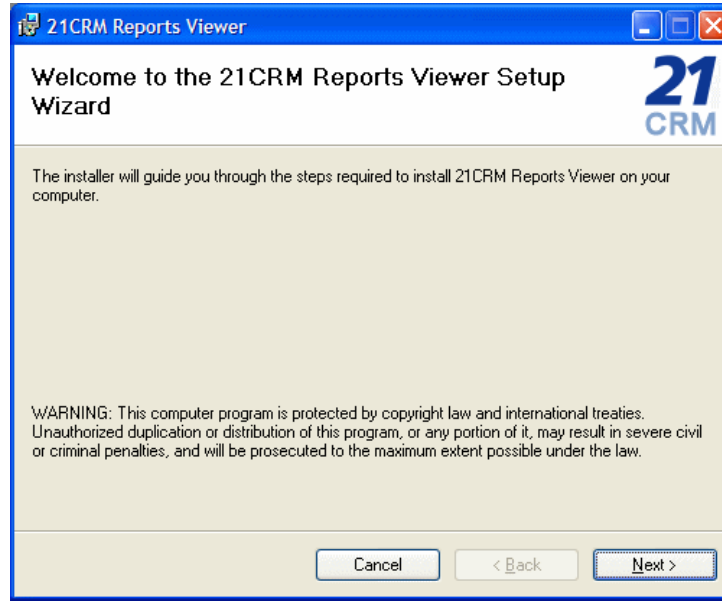 21CRM Reports Viewer
Welcome to the 21CRM Reports Viewer Setup
Wizard
21
CRM
The installer will guide you through the steps required to install 21CRM Reports Viewer on your
computer.
WARNING: This computer program is protected by copyright law and international treaties.
Unauthorized duplication or distribution of this program, or any portion of it, may result in severe civil
or criminal penalties, and will be prosecuted to the maximum extent possible under the law.
Cancel
< Back
Next >